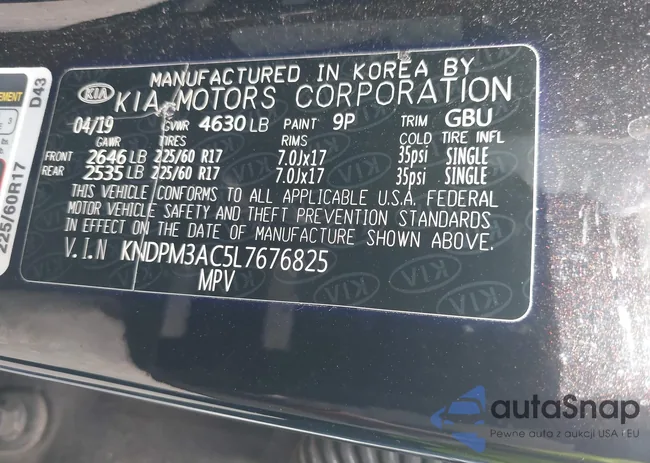 MANUFACTURED IN KOREA BY
KIA KIA MOTORS CORPORATION
04/19 GVWR 4630 LB PAINT 9P TRIM GBU
GAWR TIRES RIMS COLD TIRE INFL
FRONT 2646 LB 225/60 R17 7.0Jx17 35psi SINGLE
REAR 2535 LB 225/60 R17 7.0Jx17 35psi SINGLE
THIS VEHICLE CONFORMS TO ALL APPLICABLE U.S.A. FEDERAL
MOTOR VEHICLE SAFETY AND THEFT PREVENTION STANDARDS
IN EFFECT ON THE DATE OF MANUFACTURE SHOWN ABOVE.
V.I.N KNDPM3AC5L7676825
MPV
D43
225/60R17
autaSnap
Pewne auto z aukcji USA i EU